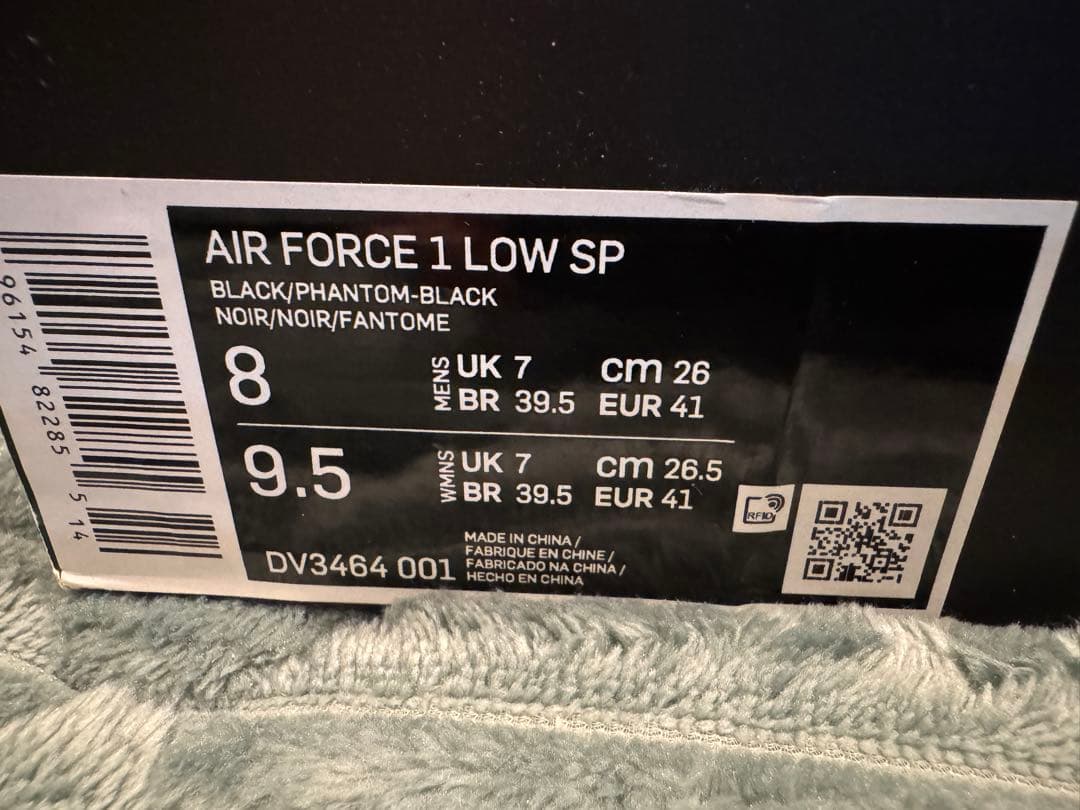 AIR FORCE 1 LOW SP
BLACK/PHANTOM-BLACK
NOIR/NOIR/FANTOME
8 MENS UK 7 cm 26
BR 39.5 EUR 41
9.5 WMNS UK 7 cm 26.5
BR 39.5 EUR 41
RFID
DV3464 001
MADE IN CHINA /
FABRIQUE EN CHINE /
FABRICADO NA CHINA /
HECHO EN CHINA
96154 82285 5 14